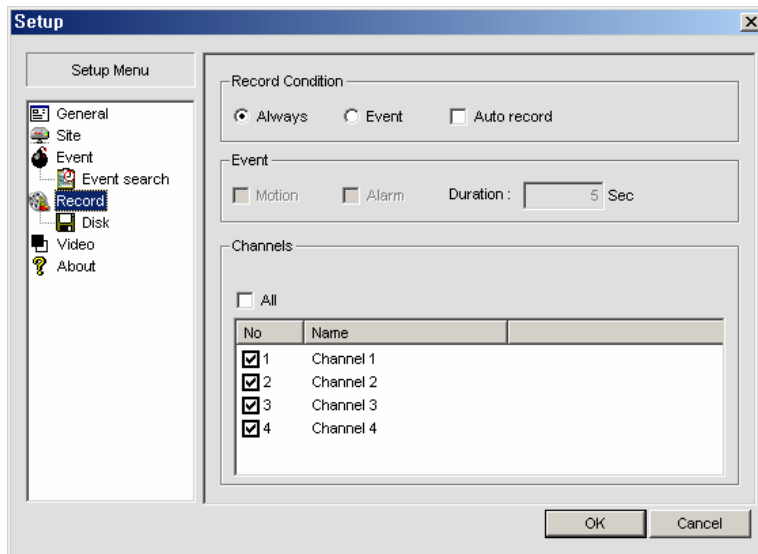 Setup
Setup Menu
General
Site
Event
Event search
Record
Disk
Video
About
Record Condition
Always Event Auto record
Event
Motion Alarm Duration : 5 Sec
Channels
All
No Name
1 Channel 1
2 Channel 2
3 Channel 3
4 Channel 4
OK Cancel